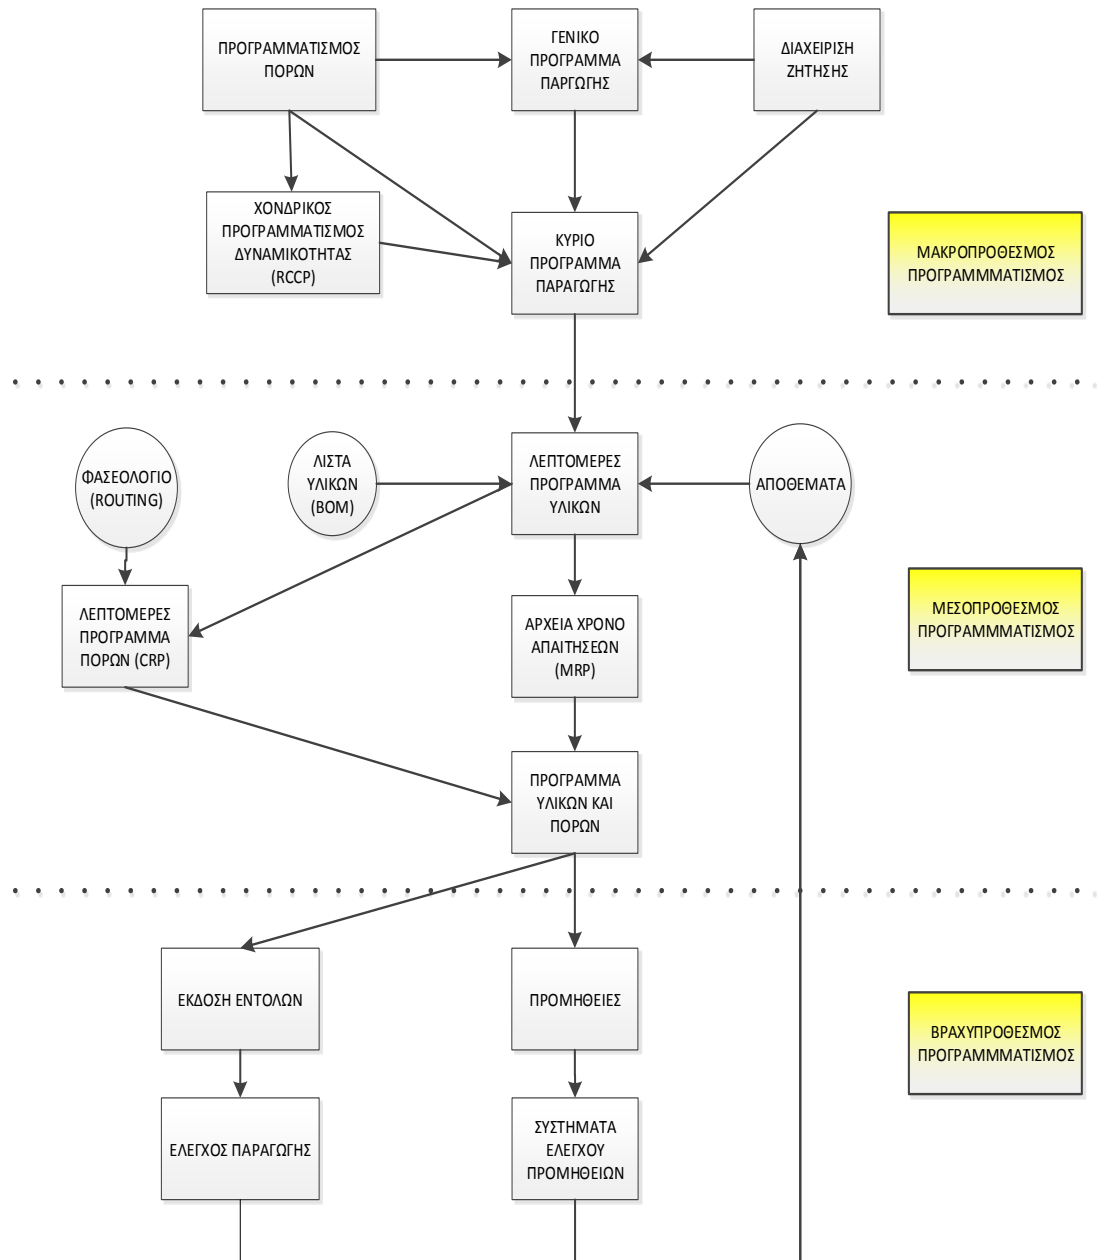 ΠΡΟΓΡΑΜΜΑΤΙΣΜΟΣ
ΠΟΡΩΝ
ΓΕΝΙΚΟ
ΠΡΟΓΡΑΜΜΑ
ΠΑΡΓΩΓΗΣ
ΔΙΑΧΕΙΡΙΣΗ
ΖΗΤΗΣΗΣ
ΧΟΝΔΡΙΚΟΣ
ΠΡΟΓΡΑΜΜΑΤΙΣΜΟΣ
ΔΥΝΑΜΙΚΟΤΗΤΑΣ
(RCCP)
ΚΥΡΙΟ
ΠΡΟΓΡΑΜΜΑ
ΠΑΡΑΓΩΓΗΣ
ΜΑΚΡΟΠΡΟΘΕΣΜΟΣ
ΠΡΟΓΡΑΜΜΜΑΤΙΣΜΟΣ
ΦΑΣΕΟΛΟΓΙΟ
(ROUTING)
ΛΙΣΤΑ
ΥΛΙΚΩΝ
(BOM)
ΛΕΠΤΟΜΕΡΕΣ
ΠΡΟΓΡΑΜΜΑ
ΥΛΙΚΩΝ
ΑΠΟΘΕΜΑΤΑ
ΛΕΠΤΟΜΕΡΕΣ
ΠΡΟΓΡΑΜΜΑ
ΠΟΡΩΝ (CRP)
ΑΡΧΕΙΑ ΧΡΟΝΟ
ΑΠΑΙΤΗΣΕΩΝ
(MRP)
ΜΕΣΟΠΡΟΘΕΣΜΟΣ
ΠΡΟΓΡΑΜΜΜΑΤΙΣΜΟΣ
ΠΡΟΓΡΑΜΜΑ
ΥΛΙΚΩΝ ΚΑΙ
ΠΟΡΩΝ
ΕΚΔΟΣΗ ΕΝΤΟΛΩΝ
ΠΡΟΜΗΘΕΙΕΣ
ΒΡΑΧΥΠΡΟΘΕΣΜΟΣ
ΠΡΟΓΡΑΜΜΜΑΤΙΣΜΟΣ
ΕΛΕΓΧΟΣ ΠΑΡΑΓΩΓΗΣ
ΣΥΣΤΗΜΑΤΑ
ΕΛΕΓΧΟΥ
ΠΡΟΜΗΘΕΙΩΝ